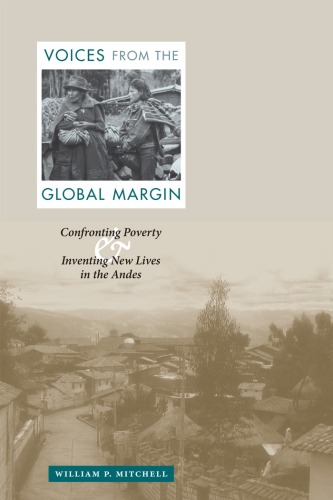 VOICES FROM THE
GLOBAL MARGIN
Confronting Poverty
&
Inventing New Lives
in the Andes
WILLIAM P. MITCHELL